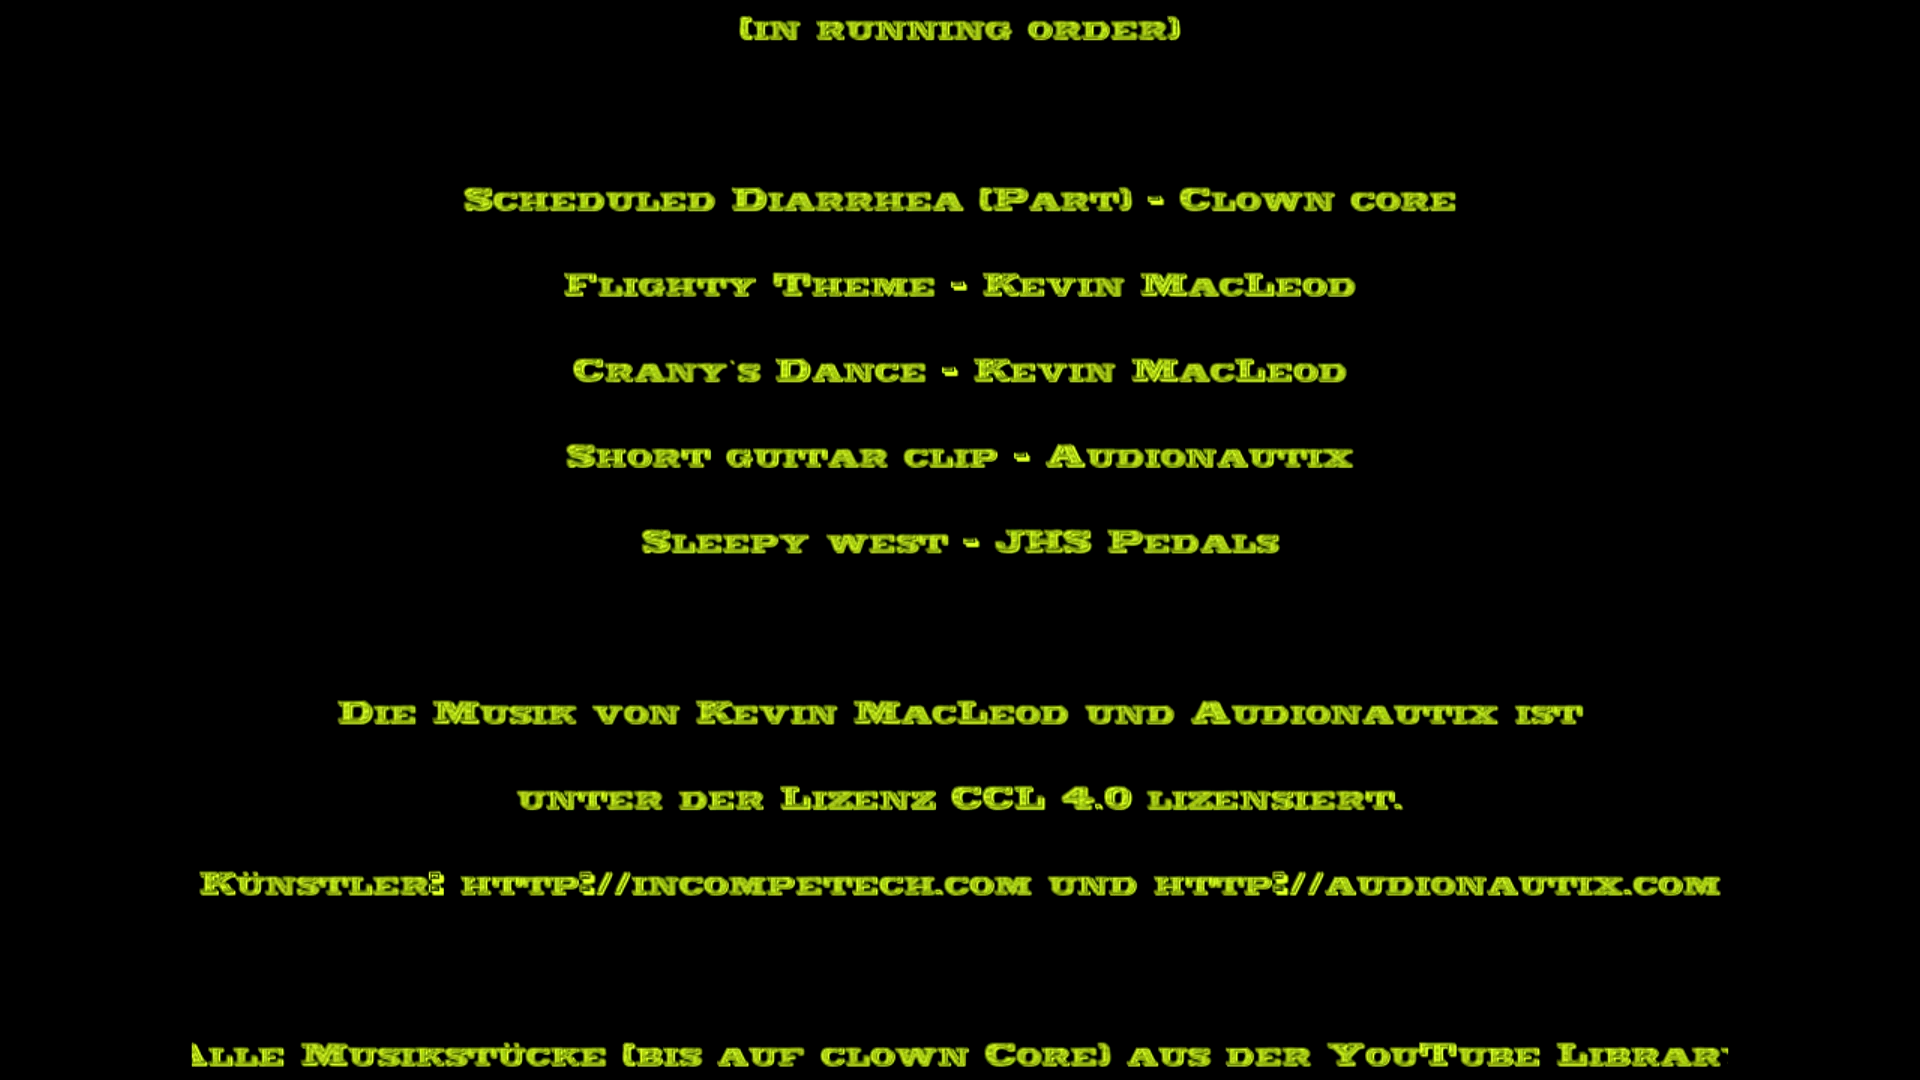 (in running order)
Scheduled Diarrhea (Part) - Clown core
Flighty Theme - Kevin MacLeod
Crany`s Dance - Kevin MacLeod
Short guitar clip - Audionautix
Sleepy west - JHS Pedals
Die Musik von Kevin MacLeod und Audionautix ist
unter der Lizenz CCL 4.0 lizensiert.
Künstler: http://incompetech.com und http://audionautix.com
Alle Musikstücke (bis auf clown Core) aus der YouTube Library